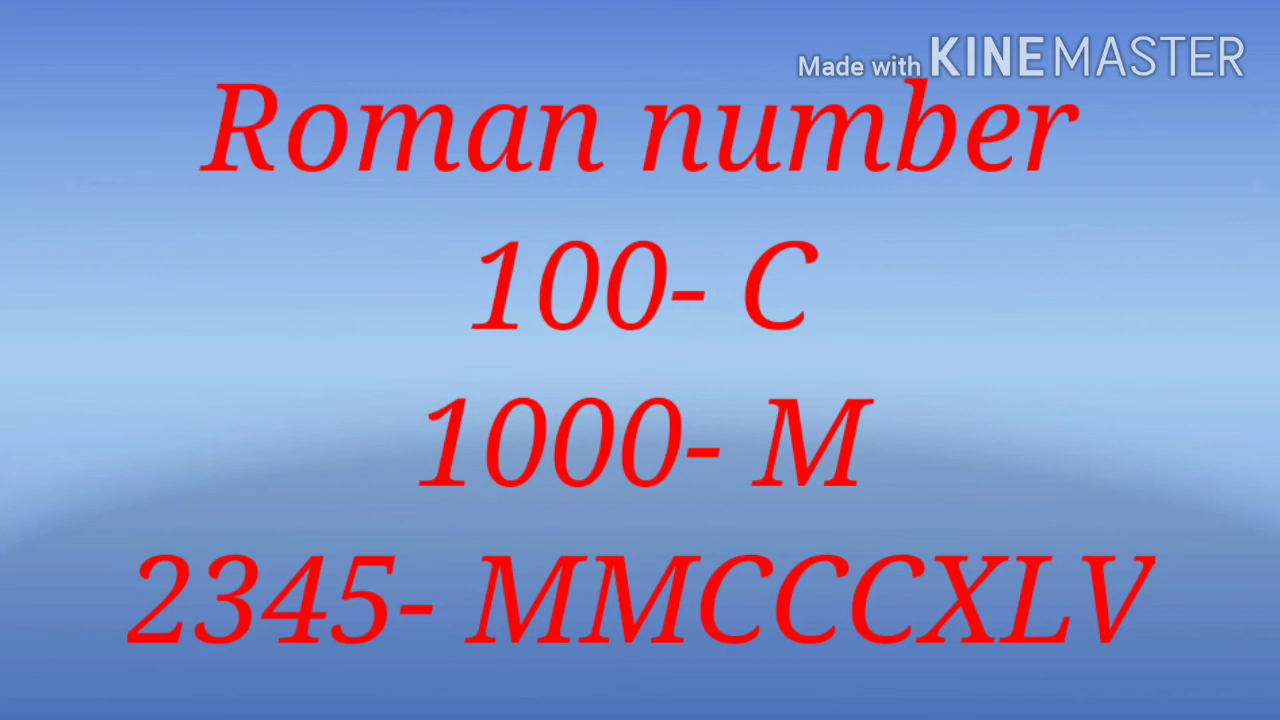 Made with KINEMASTER
Roman number
100- C
1000- M
2345- MMCCCXLV